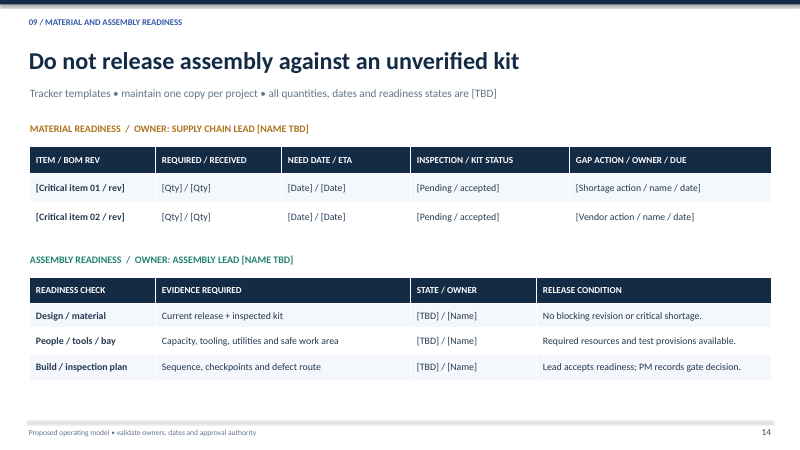 09 / MATERIAL AND ASSEMBLY READINESS
Do not release assembly against an unverified kit
Tracker templates • maintain one copy per project • all quantities, dates and readiness states are [TBD]
MATERIAL READINESS / OWNER: SUPPLY CHAIN LEAD [NAME TBD]
ITEM / BOM REV REQUIRED / RECEIVED NEED DATE / ETA INSPECTION / KIT STATUS GAP ACTION / OWNER / DUE
[Critical item 01 / rev] [Qty] / [Qty] [Date] / [Date] [Pending / accepted] [Shortage action / name / date]
[Critical item 02 / rev] [Qty] / [Qty] [Date] / [Date] [Pending / accepted] [Vendor action / name / date]
ASSEMBLY READINESS / OWNER: ASSEMBLY LEAD [NAME TBD]
READINESS CHECK EVIDENCE REQUIRED STATE / OWNER RELEASE CONDITION
Design / material Current release + inspected kit [TBD] / [Name] No blocking revision or critical shortage.
People / tools / bay Capacity, tooling, utilities and safe work area [TBD] / [Name] Required resources and test provisions available.
Build / inspection plan Sequence, checkpoints and defect route [TBD] / [Name] Lead accepts readiness; PM records gate decision.
Proposed operating model • validate owners, dates and approval authority 14